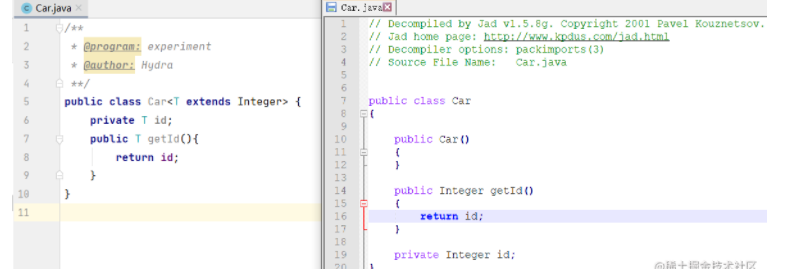 Car.java
/**
* @program: experiment
* @author: Hydra
**/
public class Car<T extends Integer> {
private T id;
public T getId(){
return id;
}
}
1
2
3
4
5
6
7
8
9
10
11
Car.java
// Decompiled by Jad v1.5.8g. Copyright 2001 Pavel Kouznetsov.
// Jad home page: http://www.kpdus.com/jad.html
// Decompiler options: packimports(3)
// Source File Name:   Car.java
public class Car
{
public Car()
{
}
public Integer getId()
{
return id;
}
private Integer id;
}
1
2
3
4
5
6
7
8
9
10
11
12
13
14
15
16
17
18
19
20
@稀土掘金技术社区